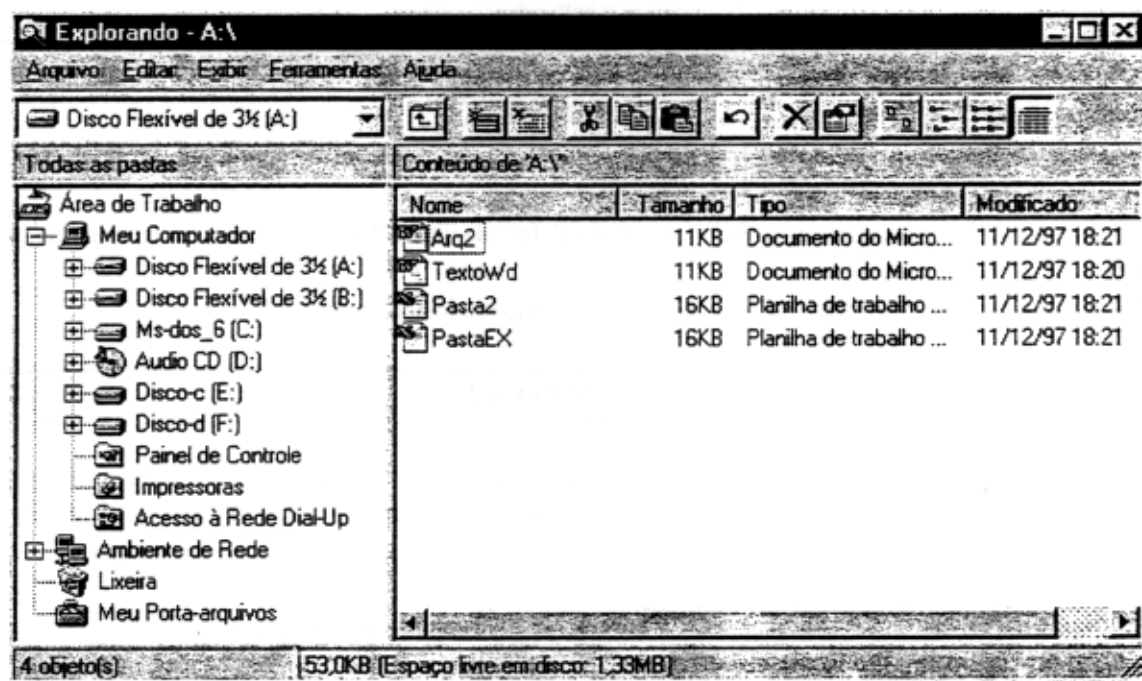 Explorando - A:\
Arquivo Editar Exibir Ferramentas Ajuda
Disco Flexível de 3½ (A:)
Todas as pastas
Conteúdo de 'A:\'
Área de Trabalho
Meu Computador
Disco Flexível de 3½ (A:)
Disco Flexível de 3½ (B:)
Ms-dos_6 (C:)
Audio CD (D:)
Disco-c (E:)
Disco-d (F:)
Painel de Controle
Impressoras
Acesso à Rede Dial-Up
Ambiente de Rede
Lixeira
Meu Porta-arquivos
Nome Tamanho Tipo Modificado
Arq2 11KB Documento do Micro... 11/12/97 18:21
TextoWd 11KB Documento do Micro... 11/12/97 18:20
Pasta2 16KB Planilha de trabalho ... 11/12/97 18:21
PastaEX 16KB Planilha de trabalho ... 11/12/97 18:21
4 objeto(s) 53,0KB (Espaço livre em disco: 1,33MB)